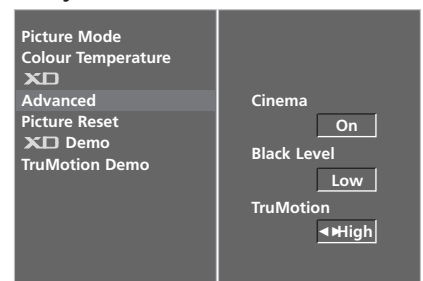 Picture Mode
Colour Temperature
XD
Advanced
Picture Reset
XD Demo
TruMotion Demo
Cinema
On
Black Level
Low
TruMotion
◄►High